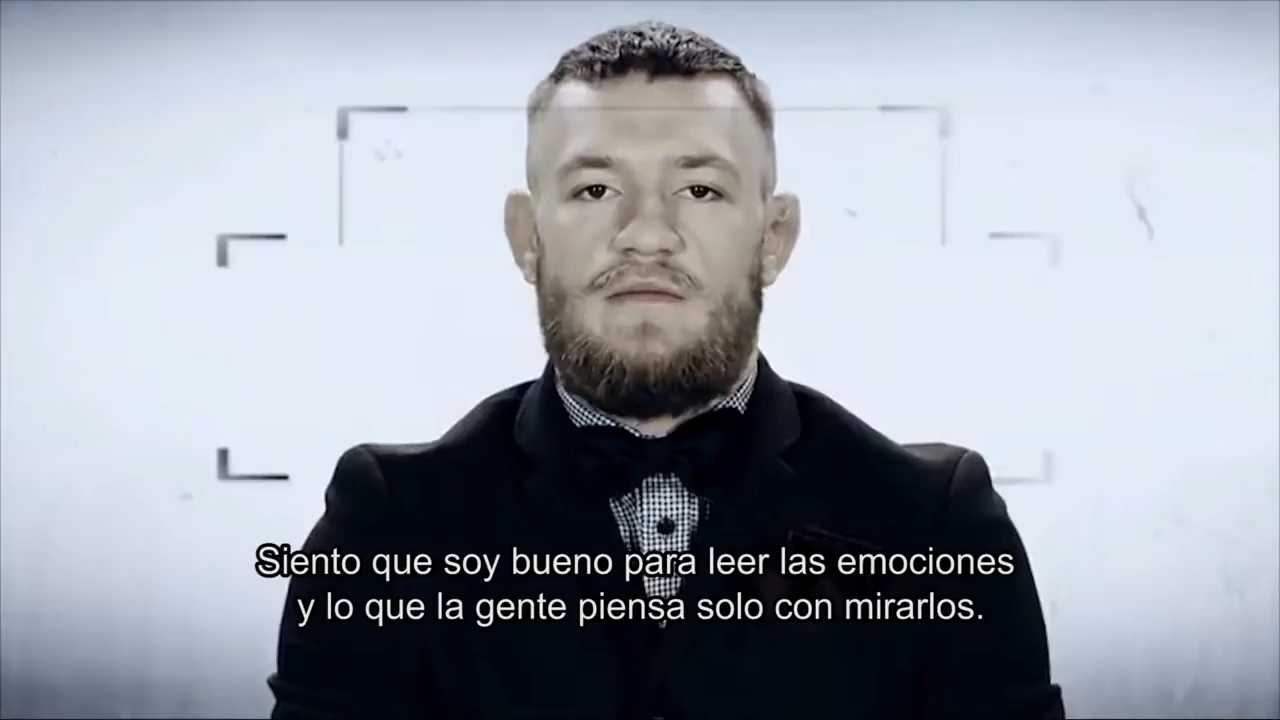 Siento que soy bueno para leer las emociones
y lo que la gente piensa solo con mirarlos.